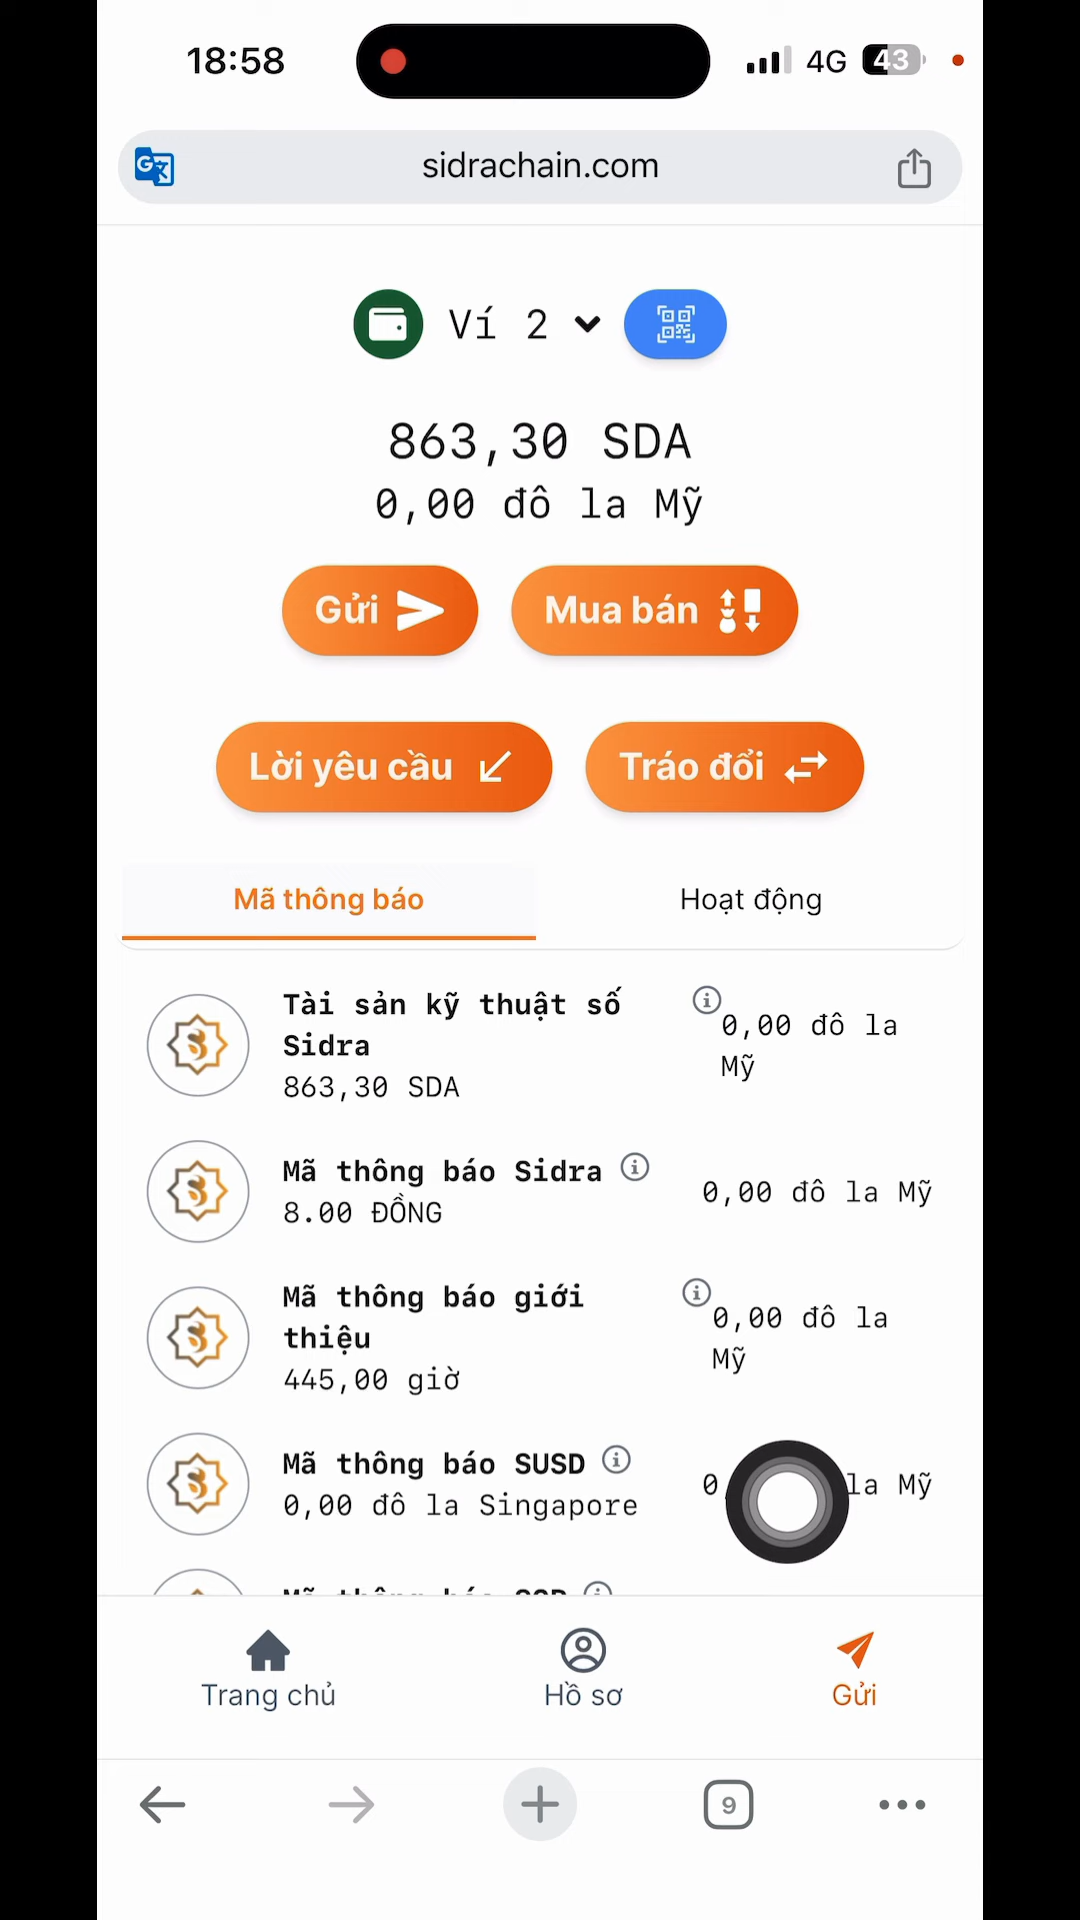 18:58
4G
43
sidrachain.com
Ví 2
863,30 SDA
0,00 đô la Mỹ
Gửi
Mua bán
Lời yêu cầu
Tráo đổi
Mã thông báo
Hoạt động
Tài sản kỹ thuật số
Sidra
863,30 SDA
0,00 đô la
Mỹ
Mã thông báo Sidra
8.00 ĐỒNG
0,00 đô la Mỹ
Mã thông báo giới
thiệu
445,00 giờ
0,00 đô la
Mỹ
Mã thông báo SUSD
0,00 đô la Singapore
0 la Mỹ
Trang chủ
Hồ sơ
Gửi
9